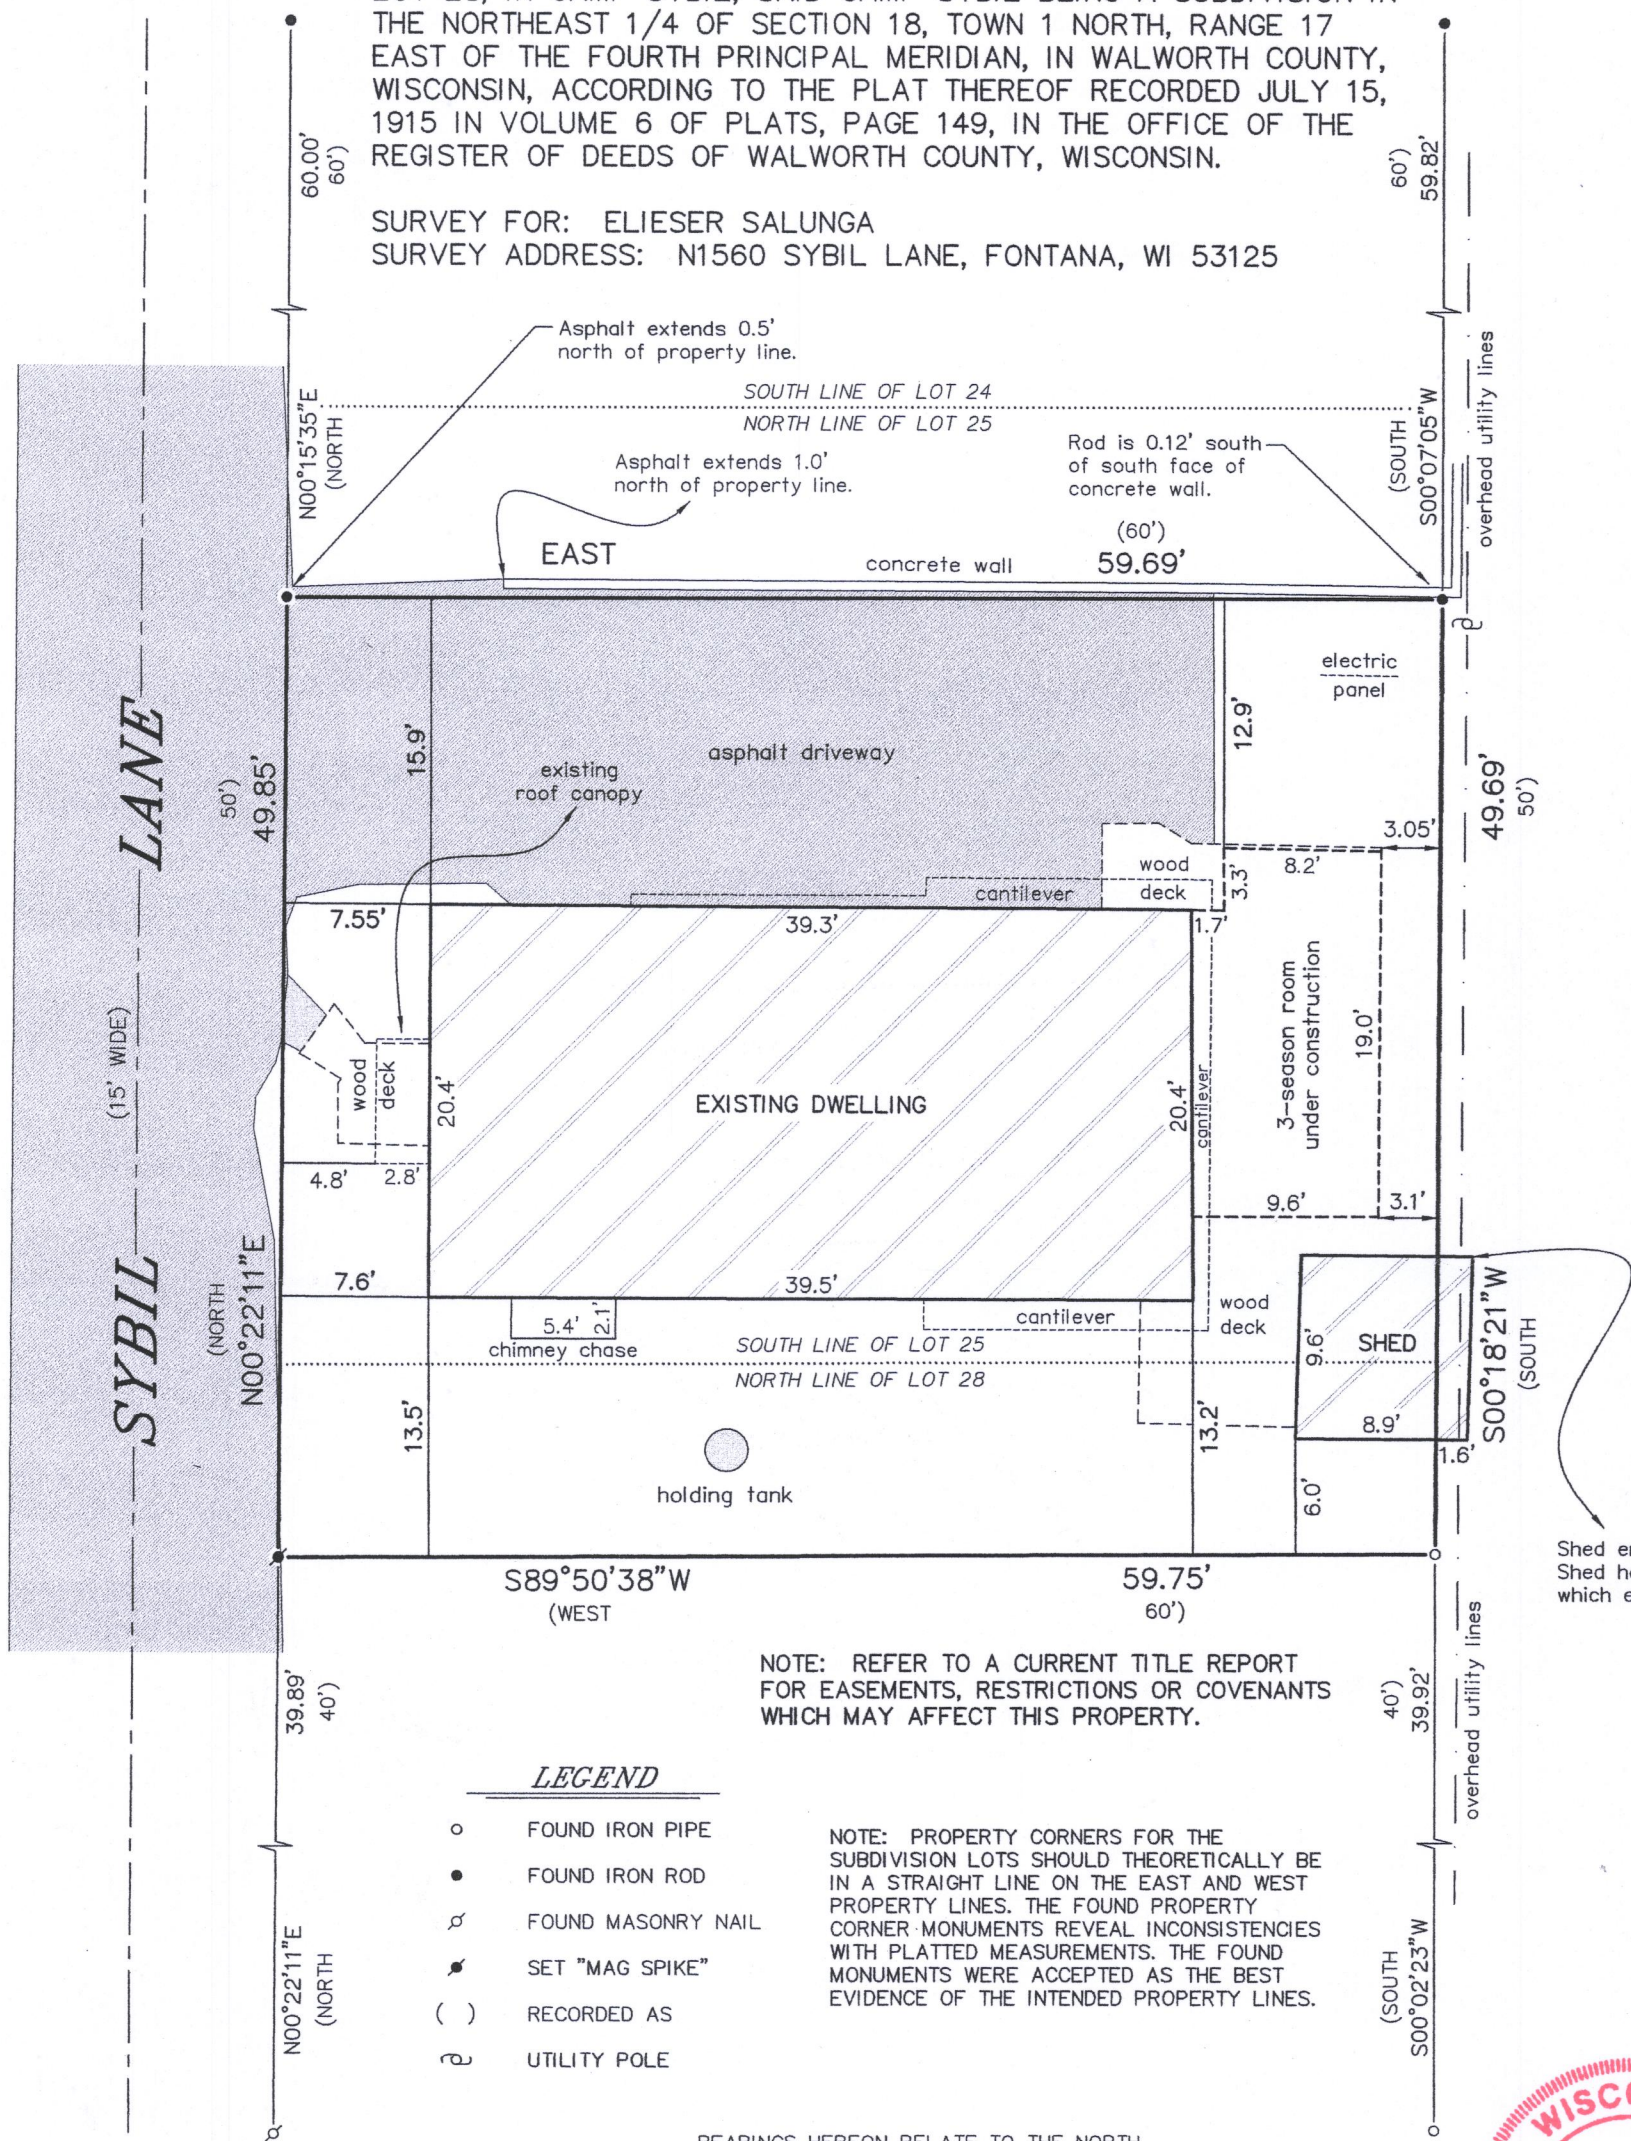 THE NORTHEAST 1/4 OF SECTION 18, TOWN 1 NORTH, RANGE 17
EAST OF THE FOURTH PRINCIPAL MERIDIAN, IN WALWORTH COUNTY,
WISCONSIN, ACCORDING TO THE PLAT THEREOF RECORDED JULY 15,
1915 IN VOLUME 6 OF PLATS, PAGE 149, IN THE OFFICE OF THE
REGISTER OF DEEDS OF WALWORTH COUNTY, WISCONSIN.
60.00'
60')
60')
59.82'
SURVEY FOR: ELIESER SALUNGA
SURVEY ADDRESS: N1560 SYBIL LANE, FONTANA, WI 53125
Asphalt extends 0.5'
north of property line.
overhead utility lines
N00°15'35"E
(NORTH
SOUTH LINE OF LOT 24
NORTH LINE OF LOT 25
(SOUTH
S00°07'05"W
Asphalt extends 1.0'
north of property line.
Rod is 0.12' south
of south face of
concrete wall.
EAST
concrete wall
(60')
59.69'
electric
panel
15.9'
12.9'
asphalt driveway
existing
roof canopy
50')
49.85'
49.69'
50')
LANE
3.05'
8.2'
wood
deck
3.3'
cantilever
7.55'
39.3'
1.7'
3-season room
under construction
19.0'
(15' WIDE)
wood
deck
20.4'
EXISTING DWELLING
20.4'
cantilever
4.8'
2.8'
9.6'
3.1'
SYBIL
(NORTH
N00°22'11"E
7.6'
39.5'
5.4'
2.1'
chimney chase
cantilever
wood
deck
9.6'
SHED
S00°18'21"W
(SOUTH
SOUTH LINE OF LOT 25
NORTH LINE OF LOT 28
13.5'
13.2'
8.9'
1.6'
holding tank
6.0'
Shed
Shed
which
S89°50'38"W
(WEST
59.75'
60')
overhead utility lines
NOTE: REFER TO A CURRENT TITLE REPORT
FOR EASEMENTS, RESTRICTIONS OR COVENANTS
WHICH MAY AFFECT THIS PROPERTY.
39.89'
40')
40')
39.92'
LEGEND
FOUND IRON PIPE
FOUND IRON ROD
FOUND MASONRY NAIL
SET "MAG SPIKE"
( ) RECORDED AS
UTILITY POLE
NOTE: PROPERTY CORNERS FOR THE
SUBDIVISION LOTS SHOULD THEORETICALLY BE
IN A STRAIGHT LINE ON THE EAST AND WEST
PROPERTY LINES. THE FOUND PROPERTY
CORNER MONUMENTS REVEAL INCONSISTENCIES
WITH PLATTED MEASUREMENTS. THE FOUND
MONUMENTS WERE ACCEPTED AS THE BEST
EVIDENCE OF THE INTENDED PROPERTY LINES.
N00°22'11"E
(NORTH
(SOUTH
S00°02'23"W
BEARINGS HEREON RELATE TO THE NORTH